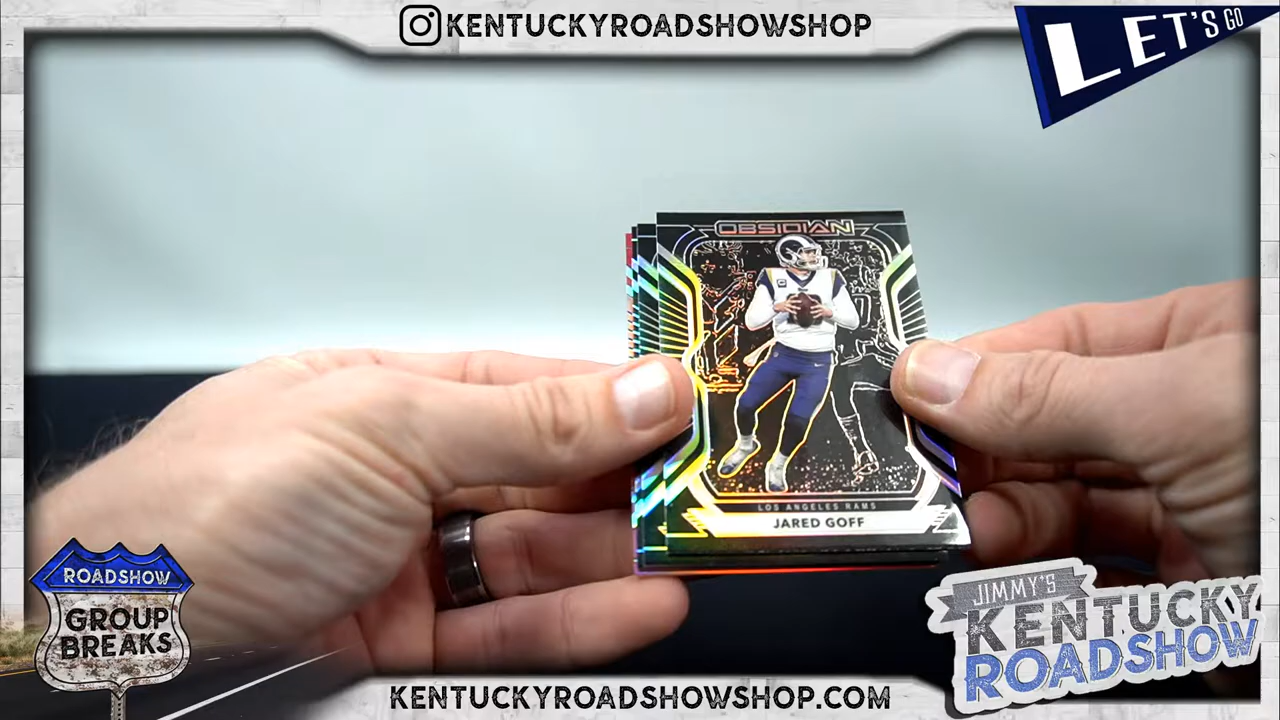 KENTUCKYROADSHOWSHOP
LET'S GO
OBSIDIAN
LOS ANGELES RAMS
JARED GOFF
ROADSHOW
GROUP
BREAKS
JIMMY'S
KENTUCKY
ROADSHOW
KENTUCKYROADSHOWSHOP.COM